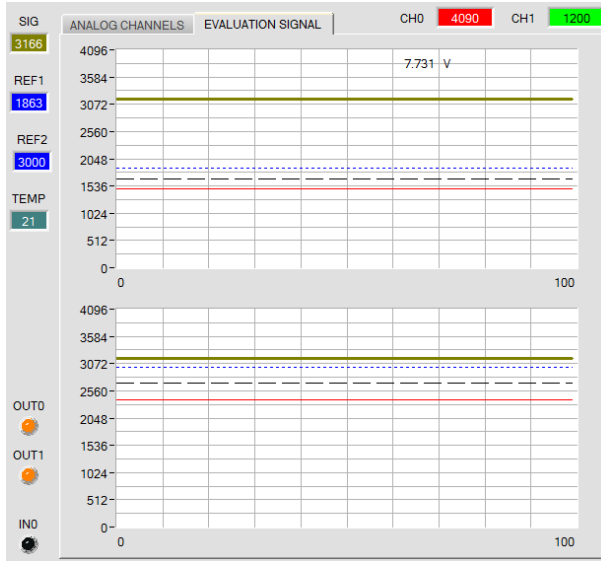 SIG
3166
REF1
1863
REF2
3000
TEMP
21
OUT0
OUT1
IN0
ANALOG CHANNELS EVALUATION SIGNAL CH0 4090 CH1 1200
7.731 V
4096
3584
3072
2560
2048
1536
1024
512
0
0 100
4096
3584
3072
2560
2048
1536
1024
512
0
0 100